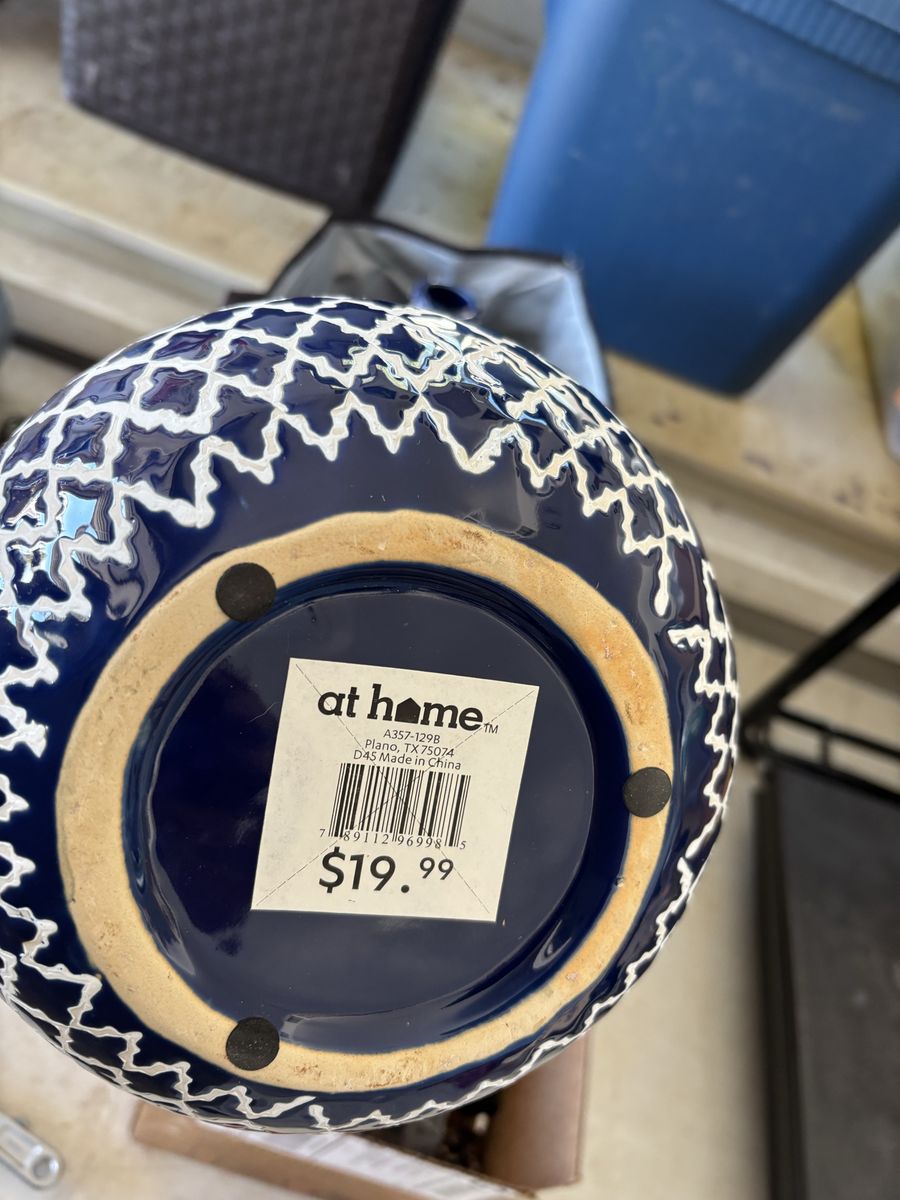 at home™
A357-129B
Plano, TX 75074
D45 Made in China
7 89112 96998 5
$19.99